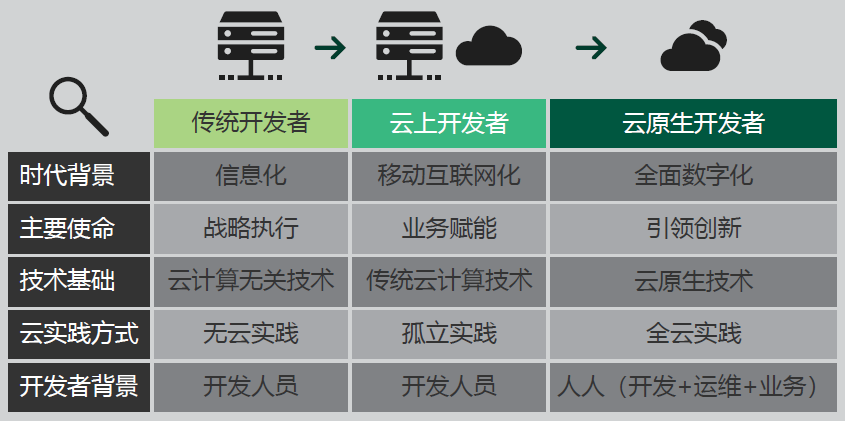 传统开发者 云上开发者 云原生开发者
时代背景 信息化 移动互联网化 全面数字化
主要使命 战略执行 业务赋能 引领创新
技术基础 云计算无关技术 传统云计算技术 云原生技术
云实践方式 无云实践 孤立实践 全云实践
开发者背景 开发人员 开发人员 人人（开发+运维+业务）